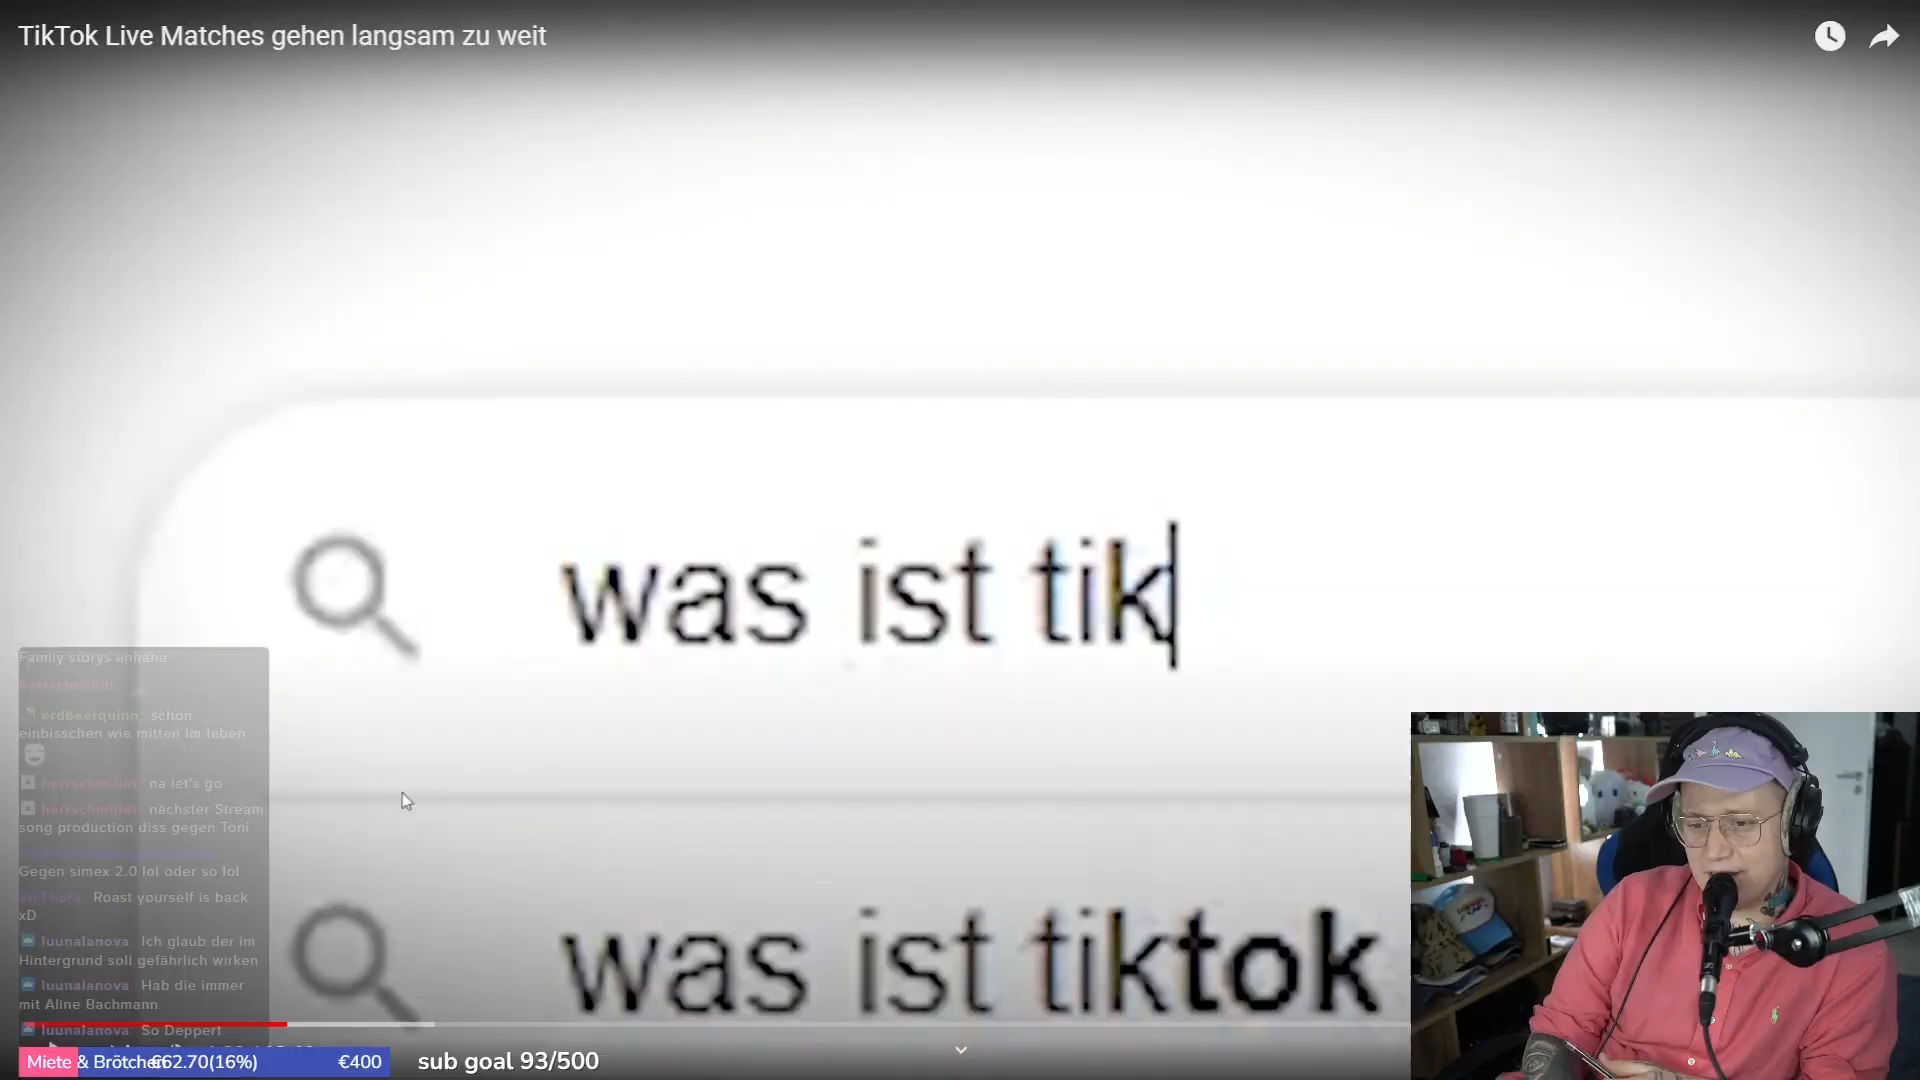 TikTok Live Matches gehen langsam zu weit
was ist tik
was ist tiktok
Family storys
erdbeerquinn: schon
einbisschen wie mitten im leben
na let's go
nächster Stream
song production diss gegen Toni
Gegen simex 2.0 lol oder so lol
Roast yourself is back
xD
luunalanova: Ich glaub der im
Hintergrund soll gefährlich wirken
luunalanova: Hab die immer
mit Aline Bachmann
luunalanova: So Deppert
Miete & Brötchen €62.70(16%) €400
sub goal 93/500